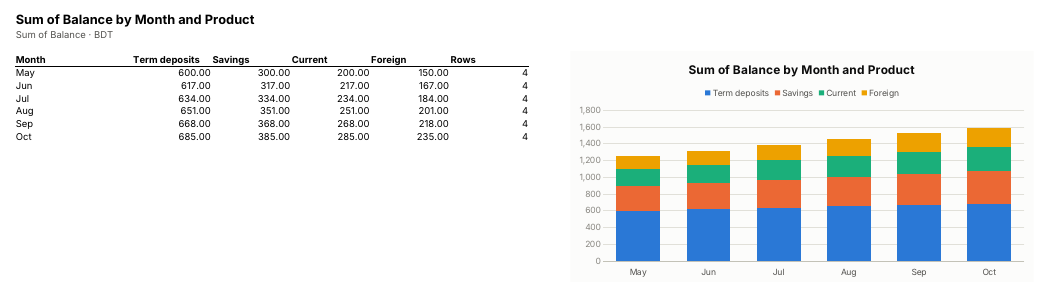 Sum of Balance by Month and Product
Sum of Balance · BDT
Month Term deposits Savings Current Foreign Rows
May 600.00 300.00 200.00 150.00 4
Jun 617.00 317.00 217.00 167.00 4
Jul 634.00 334.00 234.00 184.00 4
Aug 651.00 351.00 251.00 201.00 4
Sep 668.00 368.00 268.00 218.00 4
Oct 685.00 385.00 285.00 235.00 4
Sum of Balance by Month and Product
Term deposits Savings Current Foreign
1,800
1,600
1,400
1,200
1,000
800
600
400
200
0
May Jun Jul Aug Sep Oct